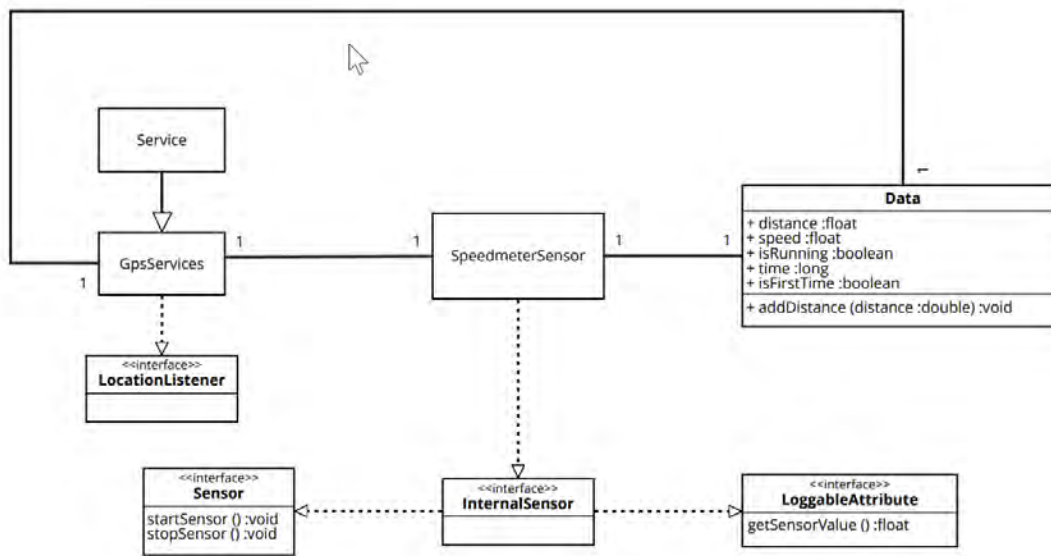 Service
1
Data
+ distance :float
+ speed :float
+ isRunning :boolean
+ time :long
+ isFirstTime :boolean
+ addDistance (distance :double) :void
GpsServices
1
1
1
SpeedmeterSensor
1
1
<<interface>>
LocationListener
<<interface>>
Sensor
startSensor () :void
stopSensor () :void
<<interface>>
InternalSensor
<<interface>>
LoggableAttribute
getSensorValue () :float